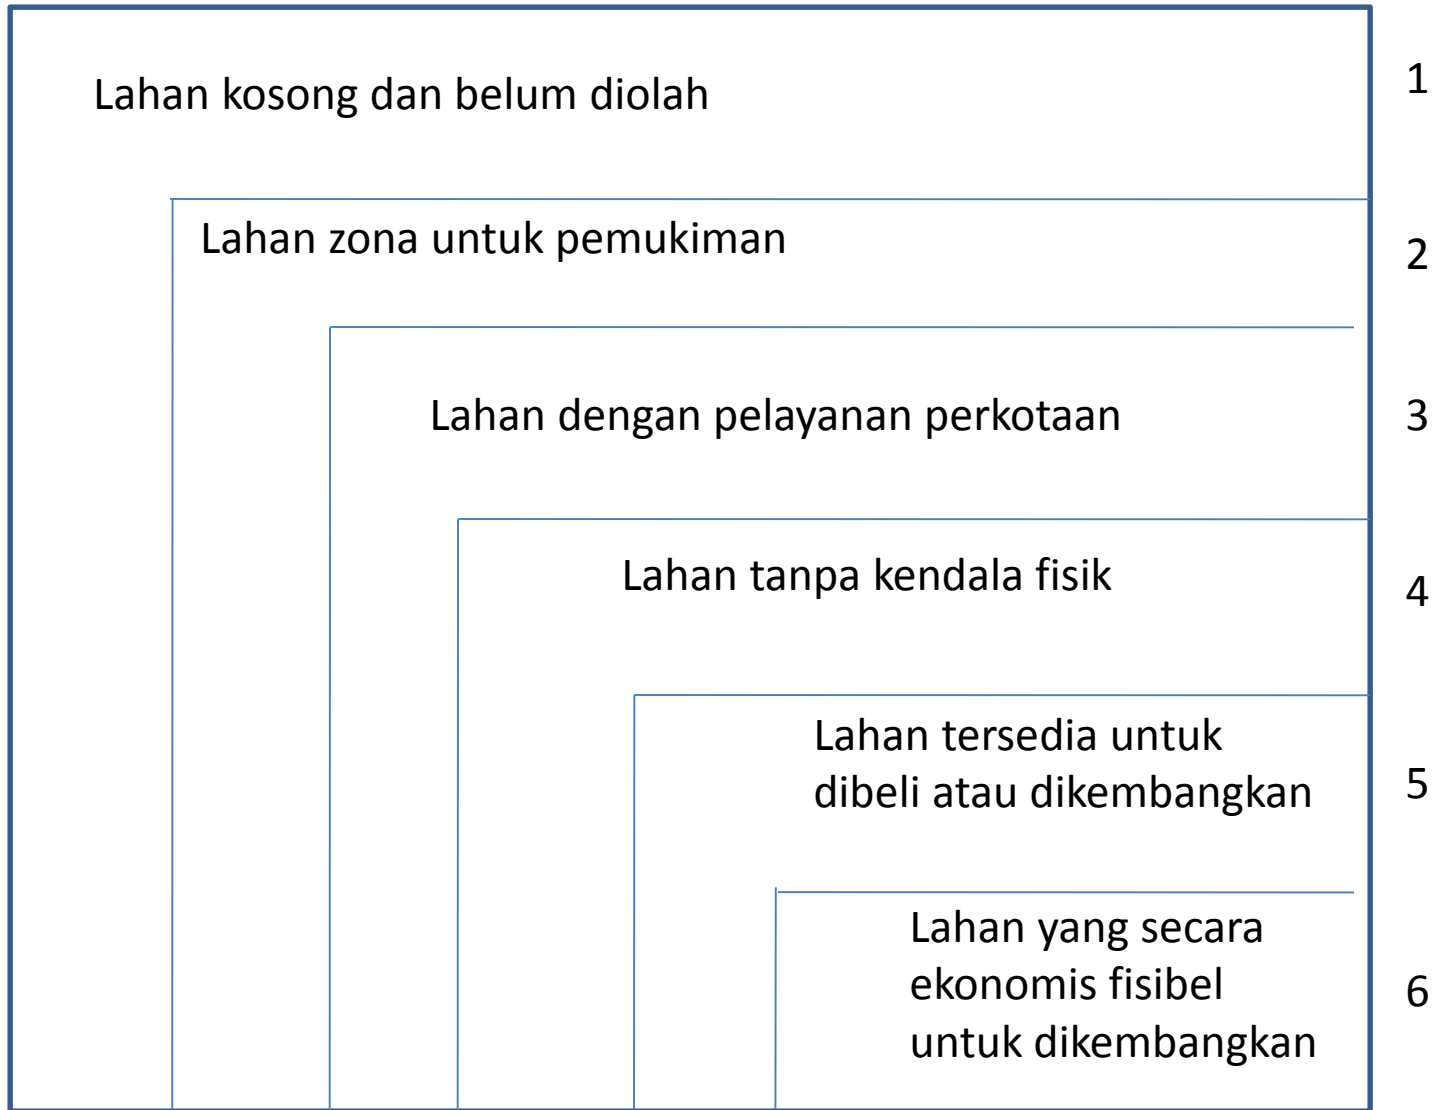 Lahan kosong dan belum diolah
1
Lahan zona untuk pemukiman
2
Lahan dengan pelayanan perkotaan
3
Lahan tanpa kendala fisik
4
Lahan tersedia untuk
dibeli atau dikembangkan
5
Lahan yang secara
ekonomis fisibel
untuk dikembangkan
6